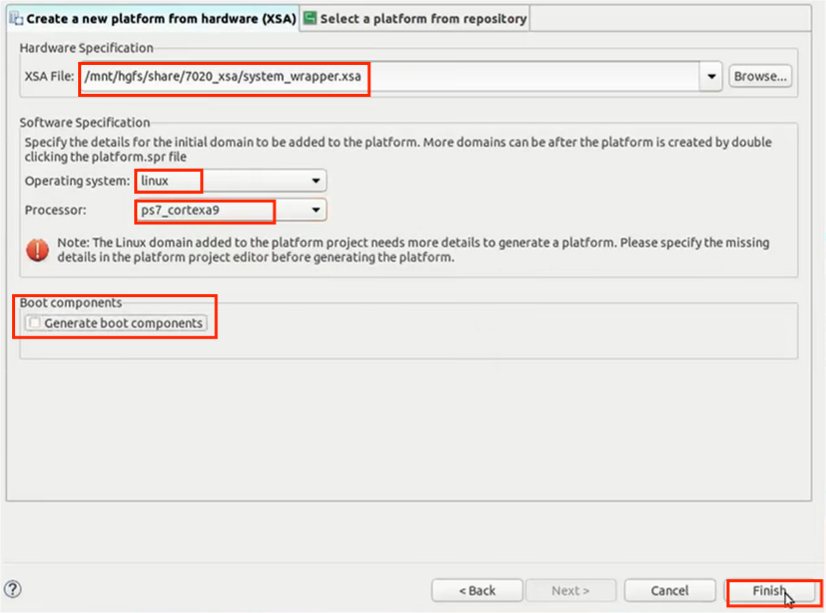 Create a new platform from hardware (XSA) Select a platform from repository
Hardware Specification
XSA File: /mnt/hgfs/share/7020_xsa/system_wrapper.xsa Browse...
Software Specification
Specify the details for the initial domain to be added to the platform. More domains can be after the platform is created by double
clicking the platform.spr file
Operating system: linux
Processor: ps7_cortexa9
Note: The Linux domain added to the platform project needs more details to generate a platform. Please specify the missing
details in the platform project editor before generating the platform.
Boot components
Generate boot components
? < Back Next > Cancel Finish